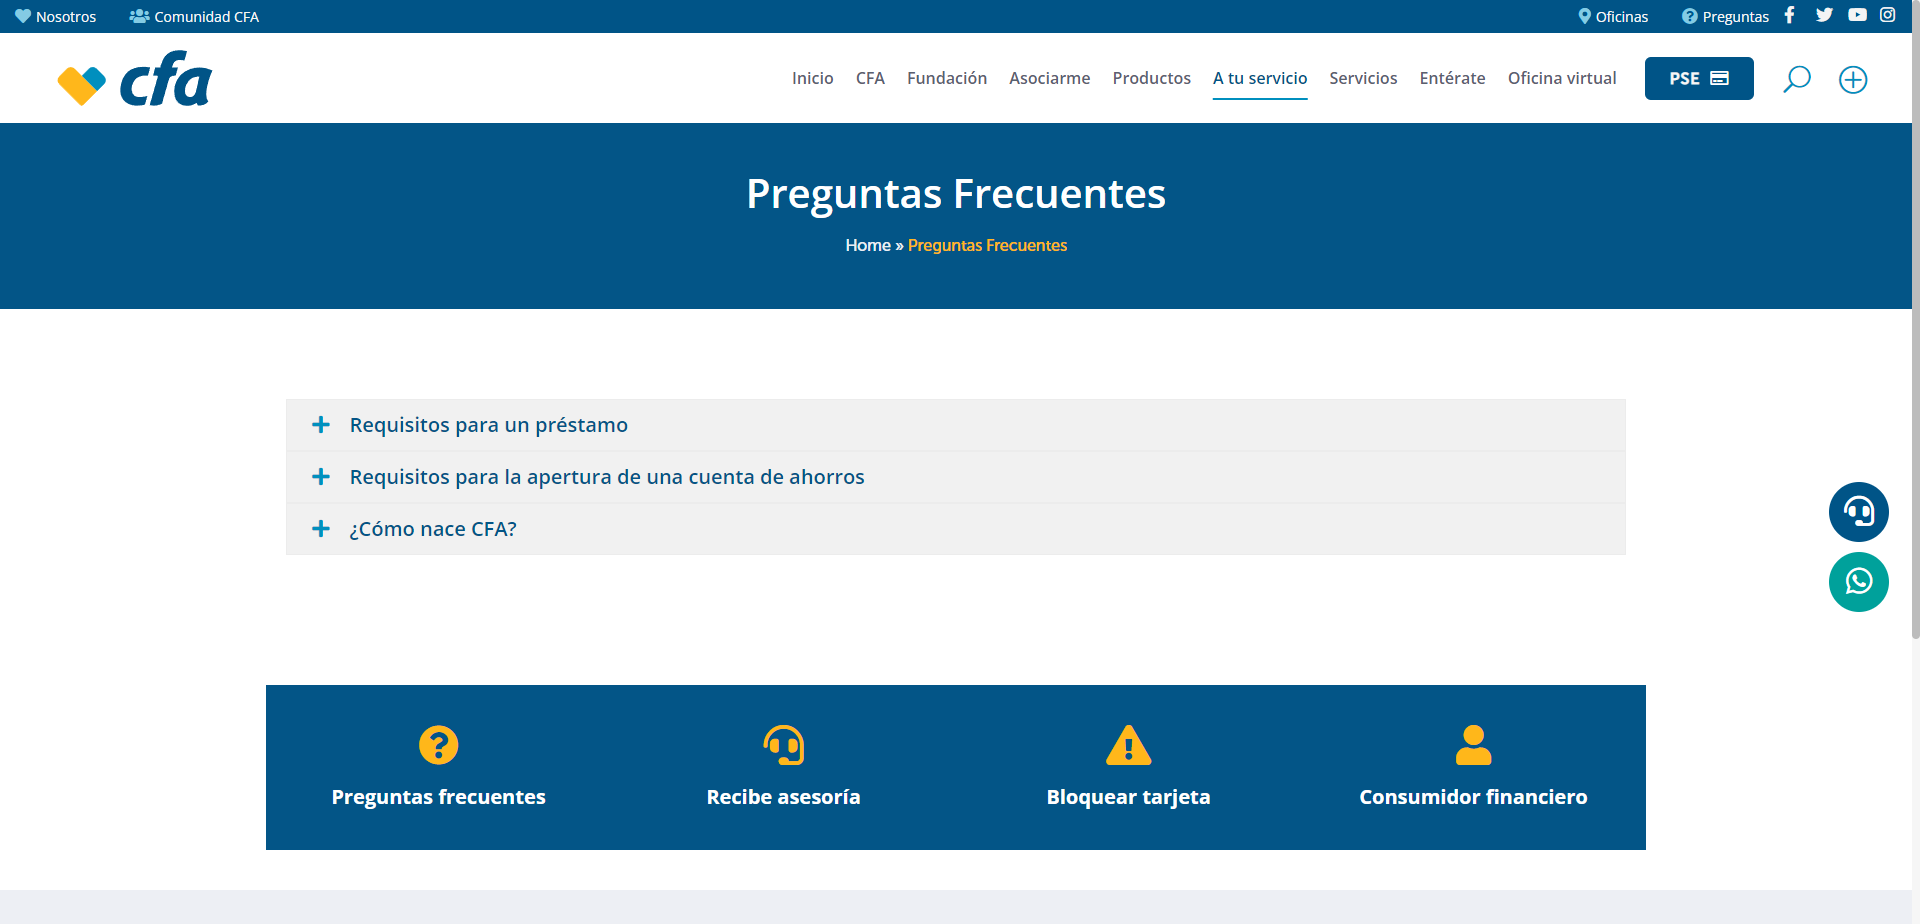 Nosotros
Comunidad CFA
Oficinas
Preguntas
cfa
Inicio
CFA
Fundación
Asociarme
Productos
A tu servicio
Servicios
Entérate
Oficina virtual
PSE
Preguntas Frecuentes
Home » Preguntas Frecuentes
Requisitos para un préstamo
Requisitos para la apertura de una cuenta de ahorros
¿Cómo nace CFA?
Preguntas frecuentes
Recibe asesoría
Bloquear tarjeta
Consumidor financiero